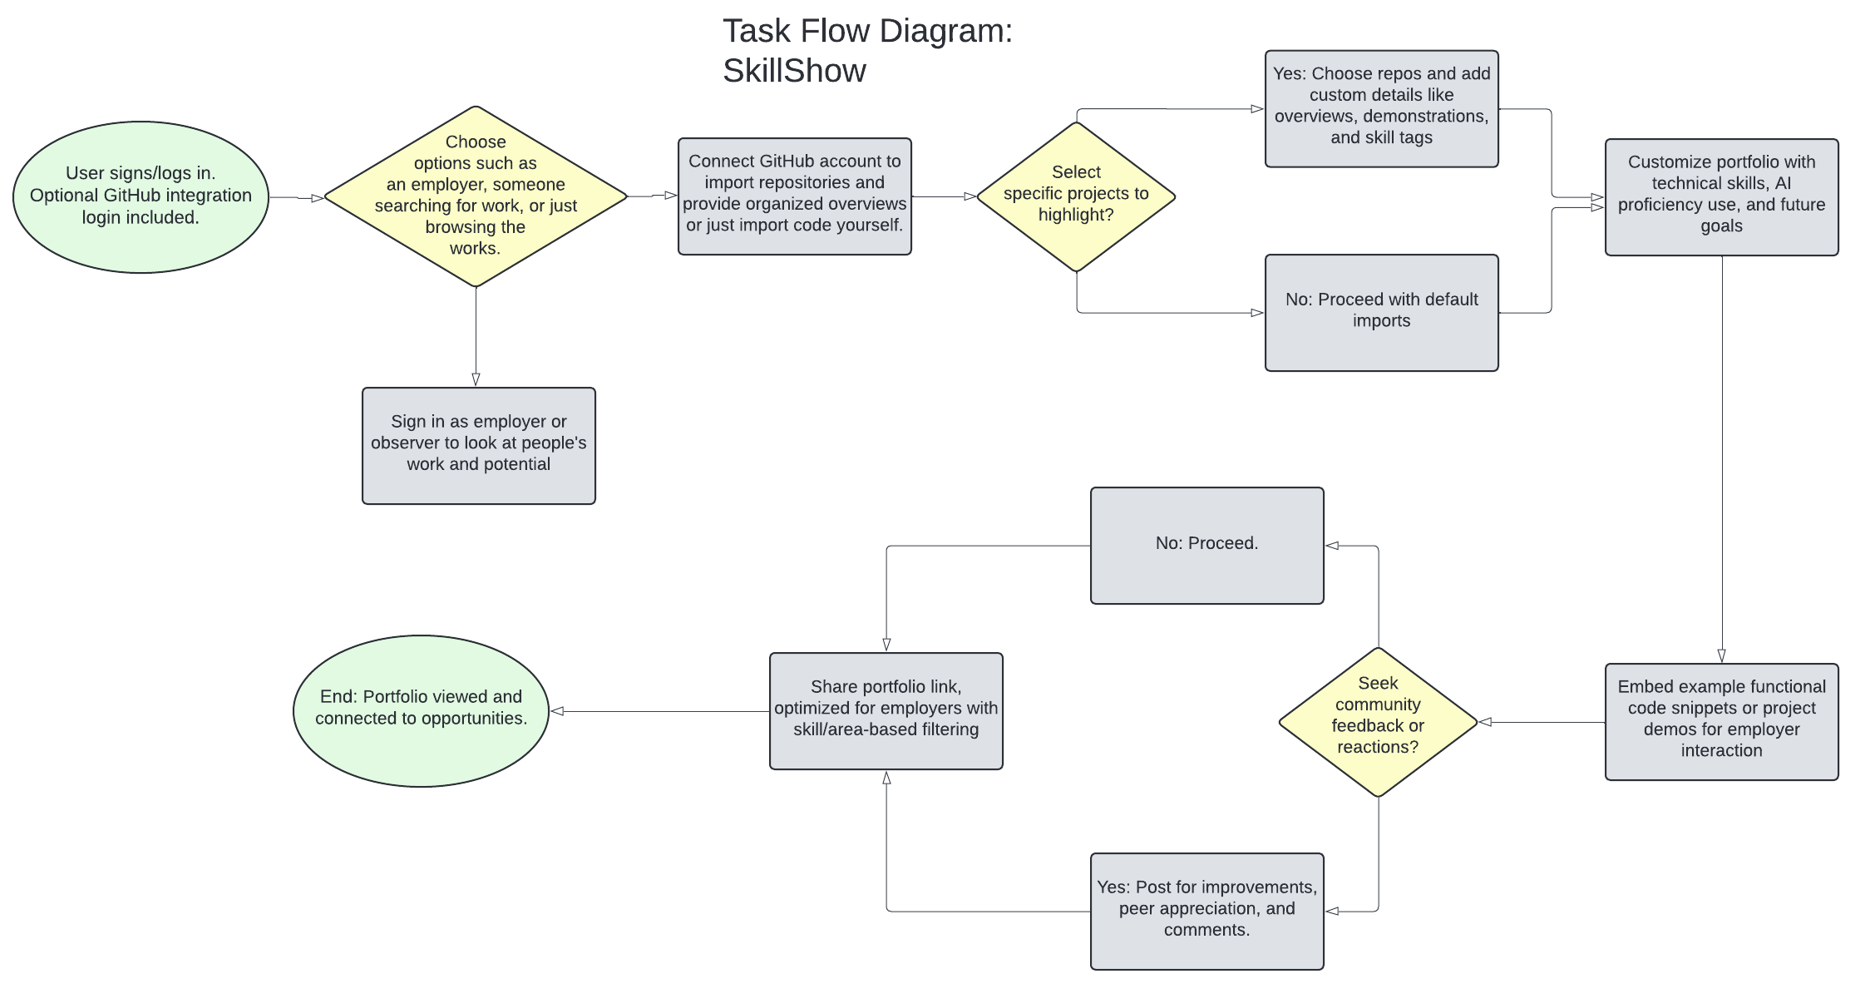 Task Flow Diagram:
SkillShow
User signs/logs in.
Optional GitHub integration
login included.
Choose
options such as
an employer, someone
searching for work, or just
browsing the
works.
Sign in as employer or
observer to look at people's
work and potential
Connect GitHub account to
import repositories and
provide organized overviews
or just import code yourself.
Select
specific projects to
highlight?
Yes: Choose repos and add
custom details like
overviews, demonstrations,
and skill tags
No: Proceed with default
imports
Customize portfolio with
technical skills, AI
proficiency use, and future
goals
Embed example functional
code snippets or project
demos for employer
interaction
Seek
community
feedback or
reactions?
No: Proceed.
Yes: Post for improvements,
peer appreciation, and
comments.
Share portfolio link,
optimized for employers with
skill/area-based filtering
End: Portfolio viewed and
connected to opportunities.